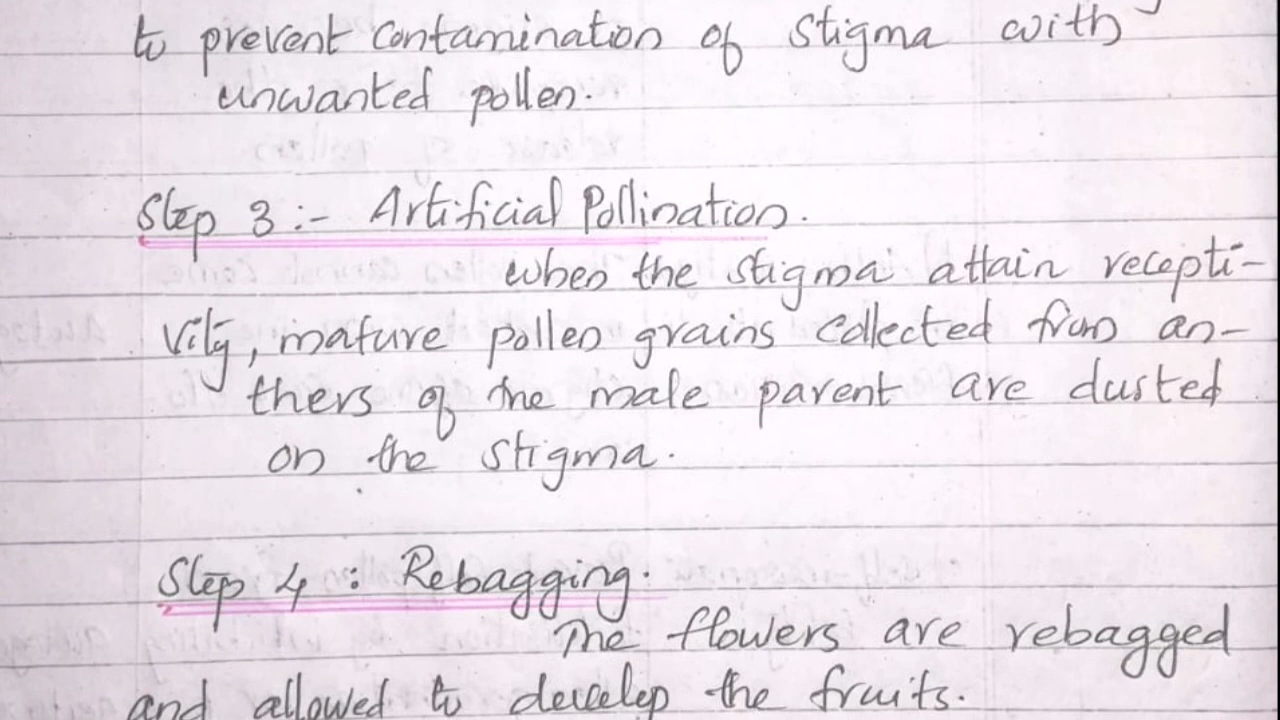 to prevent contamination of stigma with
unwanted pollen.
Step 3 :- Artificial Pollination.
when the stigma attain recepti-
vity, mature pollen grains collected from an-
thers of the male parent are dusted
on the stigma.
Step 4 : Rebagging.
The flowers are rebagged
and allowed to develop the fruits.